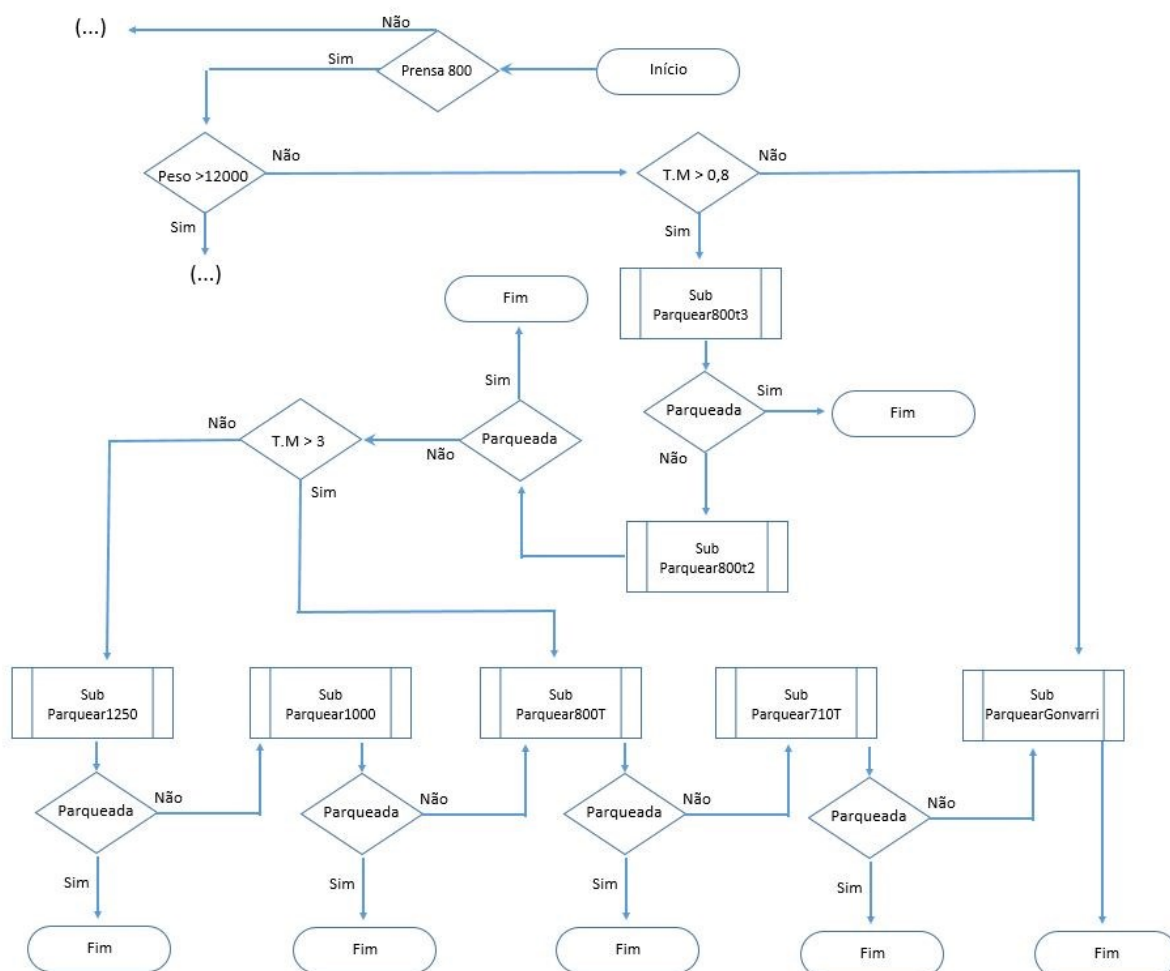 (...)
Não
Sim
Prensa 800
Início
Peso >12000
Não
T.M > 0,8
Não
Sim
(...)
Sim
Sub
Parquear800t3
Fim
Sim
Parqueada
Sim
Fim
Não
T.M > 3
Não
Parqueada
Não
Sim
Sub
Parquear800t2
Sub
Parquear1250
Sub
Parquear1000
Sub
Parquear800T
Sub
Parquear710T
Sub
ParquearGonvarri
Parqueada
Não
Parqueada
Não
Parqueada
Não
Parqueada
Não
Sim
Sim
Sim
Sim
Fim
Fim
Fim
Fim
Fim